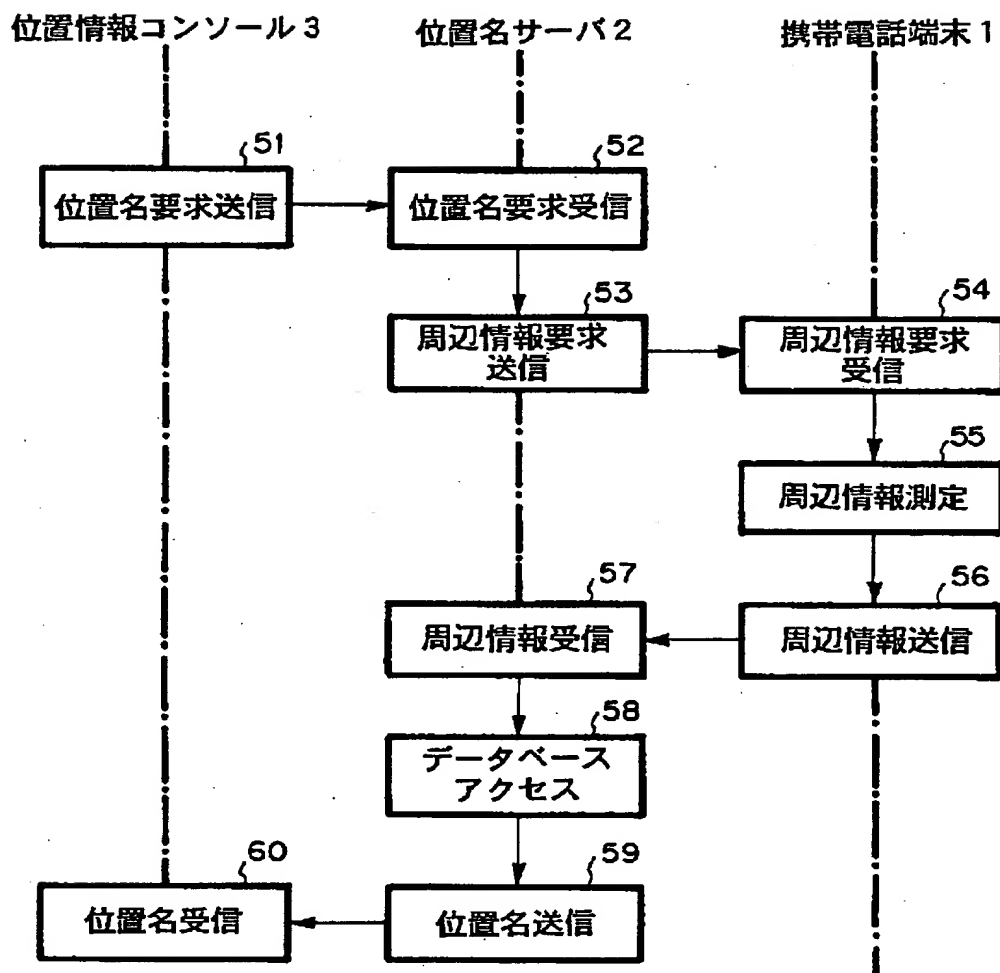 位置情報コンソール3
位置名サーバ2
携帯電話端末1
51
位置名要求送信
52
位置名要求受信
53
周辺情報要求
送信
54
周辺情報要求
受信
55
周辺情報測定
56
周辺情報送信
57
周辺情報受信
58
データベース
アクセス
59
位置名送信
60
位置名受信